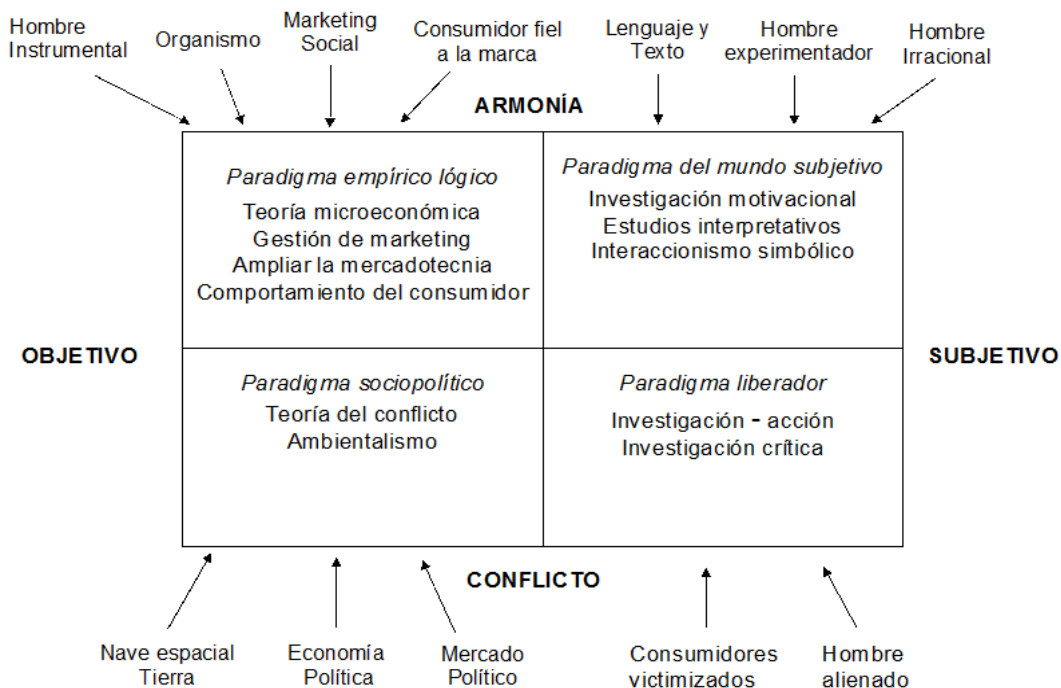 Hombre
Instrumental
Organismo
Marketing
Social
Consumidor fiel
a la marca
Lenguaje y
Texto
Hombre
experimentador
Hombre
Irracional
ARMONÍA
Paradigma empírico lógico
Teoría microeconómica
Gestión de marketing
Ampliar la mercadotecnia
Comportamiento del consumidor
Paradigma del mundo subjetivo
Investigación motivacional
Estudios interpretativos
Interaccionismo simbólico
OBJETIVO
SUBJETIVO
Paradigma sociopolítico
Teoría del conflicto
Ambientalismo
Paradigma liberador
Investigación - acción
Investigación crítica
CONFLICTO
Nave espacial
Tierra
Economía
Política
Mercado
Político
Consumidores
victimizados
Hombre
alienado